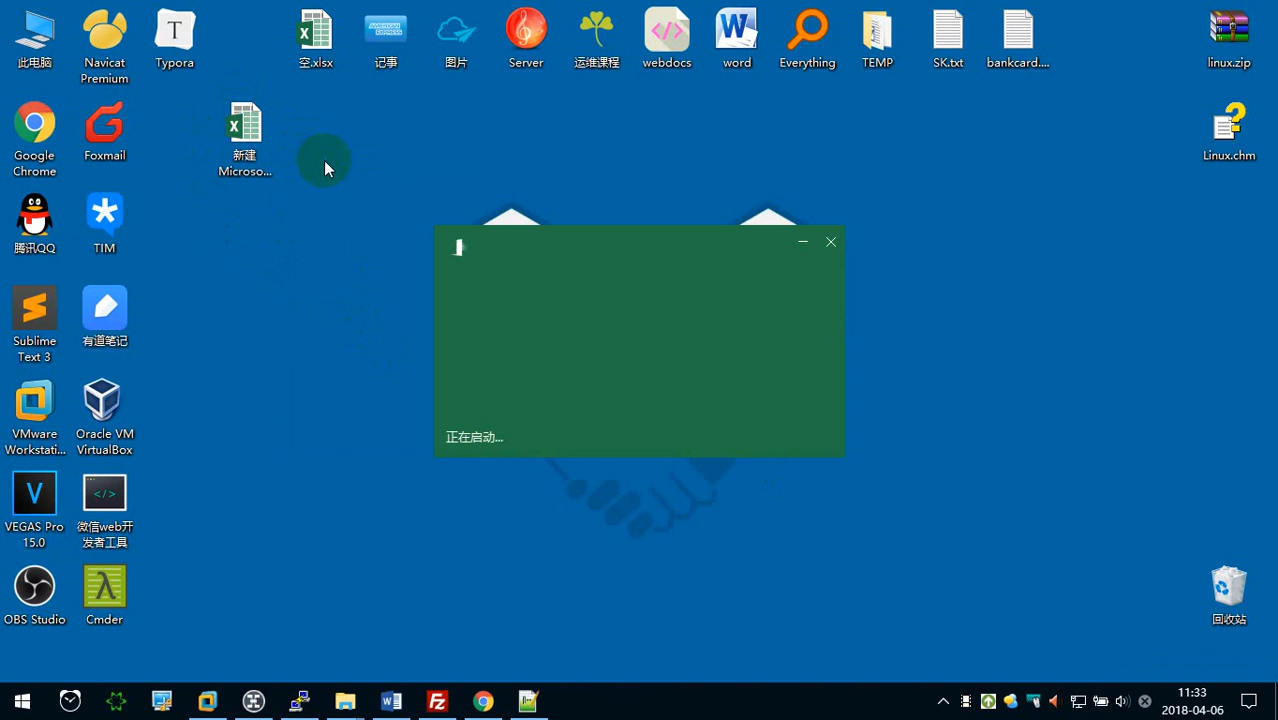 此电脑
Navicat
Premium
Typora
空.xlsx
AMERICAN
EXPRESS
记事
图片
Server
运维课程
webdocs
word
Everything
TEMP
SK.txt
bankcard....
linux.zip
Google
Chrome
Foxmail
新建
Microso...
Linux.chm
腾讯QQ
TIM
Sublime
Text 3
有道笔记
正在启动...
VMware
Workstati...
Oracle VM
VirtualBox
VEGAS Pro
15.0
微信web开
发者工具
OBS Studio
Cmder
回收站
11:33
2018-04-06